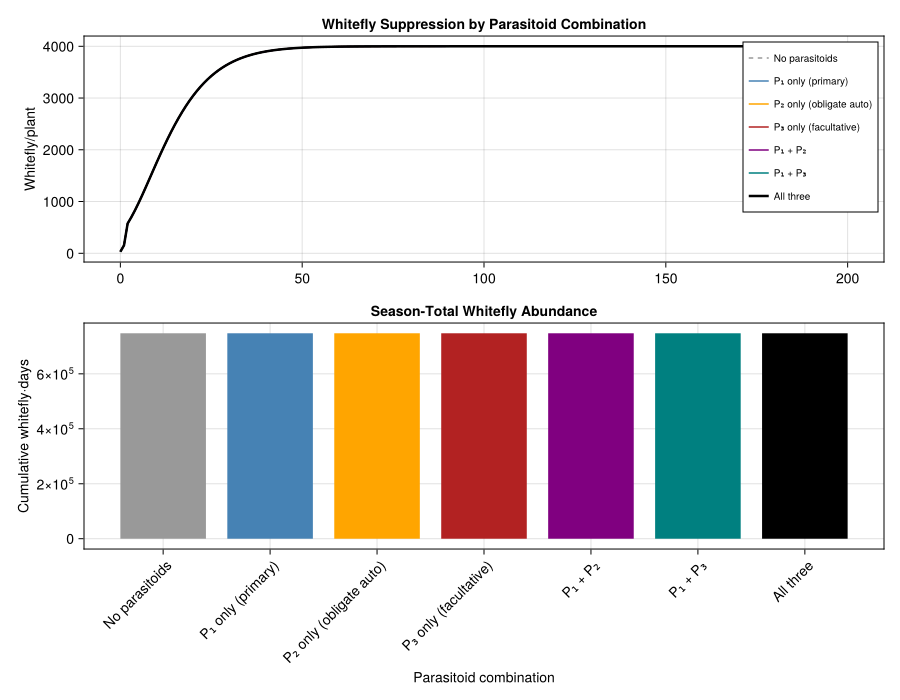 Whitefly Suppression by Parasitoid Combination
Whitefly/plant
4000
3000
2000
1000
0
0
50
100
150
200
No parasitoids
P₁ only (primary)
P₂ only (obligate auto)
P₃ only (facultative)
P₁ + P₂
P₁ + P₃
All three
Season-Total Whitefly Abundance
Cumulative whitefly·days
6×10⁵
4×10⁵
2×10⁵
0
No parasitoids
P₁ only (primary)
P₂ only (obligate auto)
P₃ only (facultative)
P₁ + P₂
P₁ + P₃
All three
Parasitoid combination